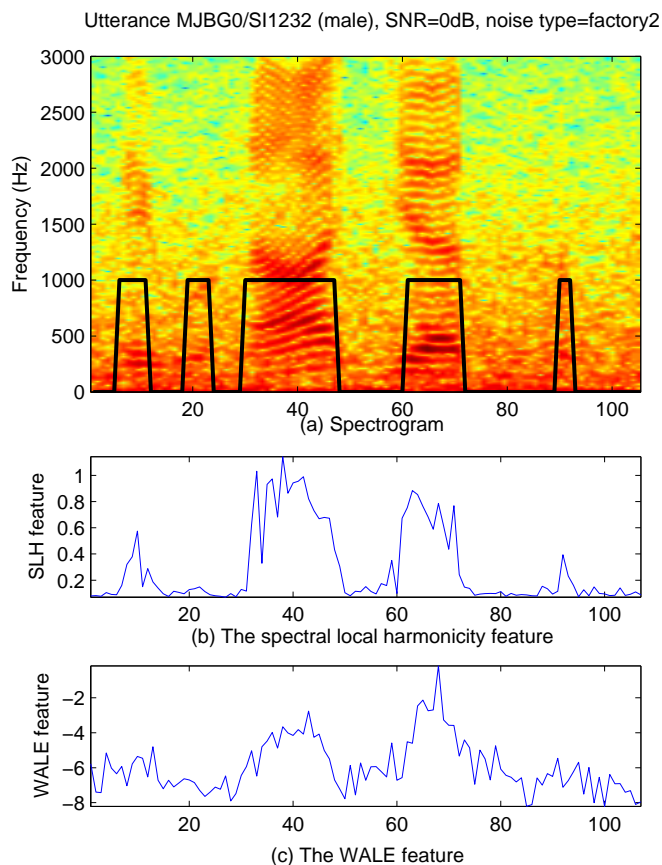 Utterance MJBG0/SI1232 (male), SNR=0dB, noise type=factory2
3000
2500
2000
1500
1000
500
0
Frequency (Hz)
20 40 60 80 100
(a) Spectrogram
1
0.8
0.6
0.4
0.2
SLH feature
20 40 60 80 100
(b) The spectral local harmonicity feature
−2
−4
−6
−8
WALE feature
20 40 60 80 100
(c) The WALE feature